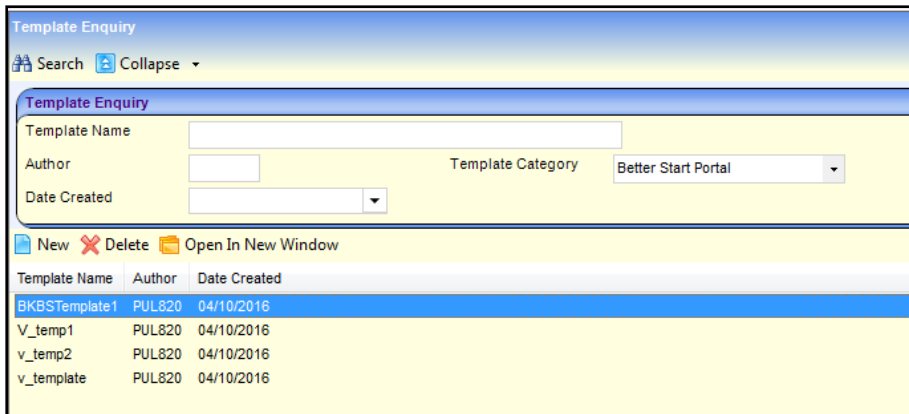 Template Enquiry
Search Collapse
Template Enquiry
Template Name
Author Template Category Better Start Portal
Date Created
New Delete Open In New Window
Template Name Author Date Created
BKBSTemplate1 PUL820 04/10/2016
V_temp1 PUL820 04/10/2016
v_temp2 PUL820 04/10/2016
v_template PUL820 04/10/2016